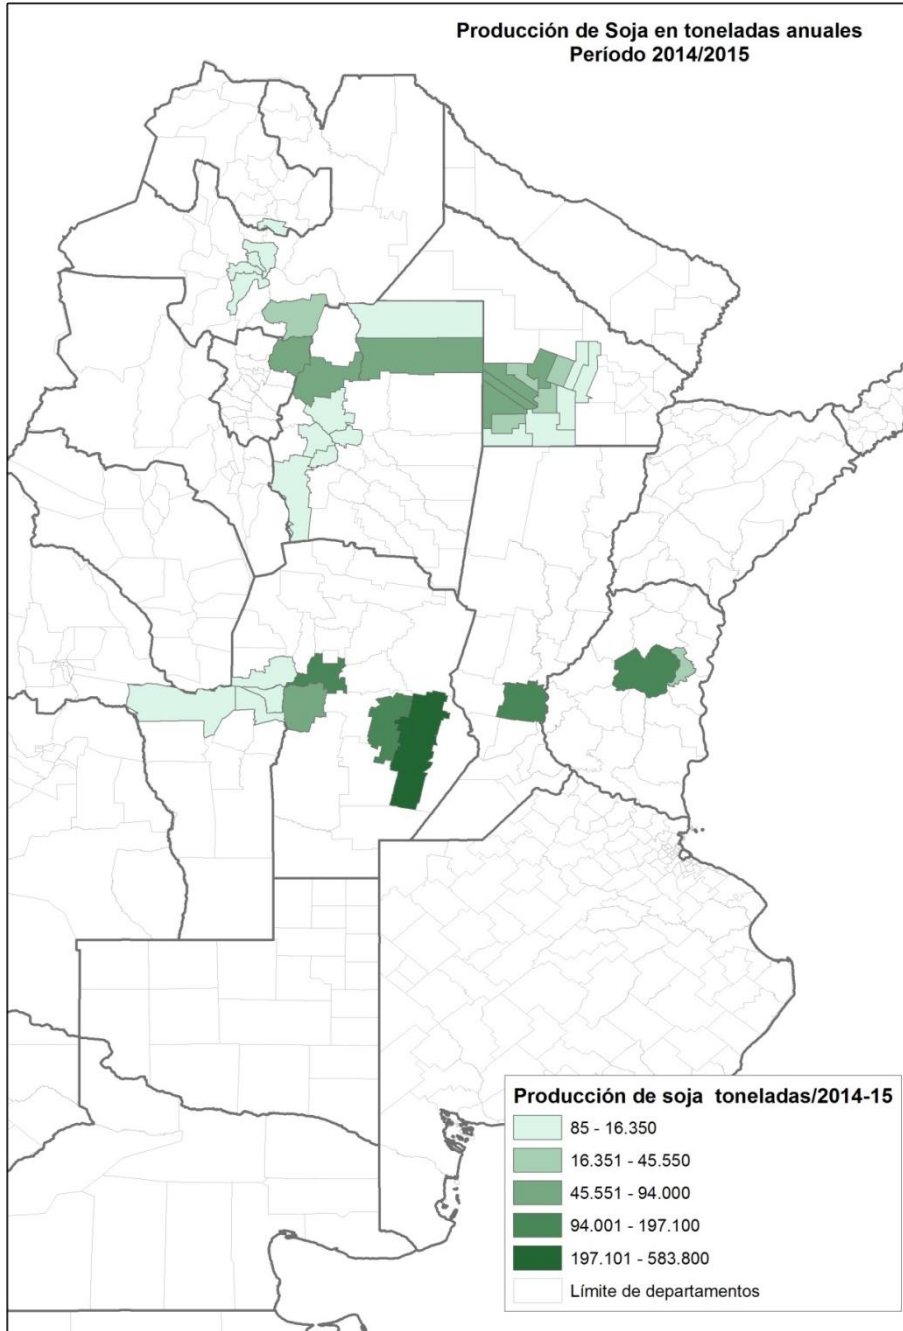 Producción de Soja en toneladas anuales
Período 2014/2015
Producción de soja toneladas/2014-15
85 - 16.350
16.351 - 45.550
45.551 - 94.000
94.001 - 197.100
197.101 - 583.800
Límite de departamentos